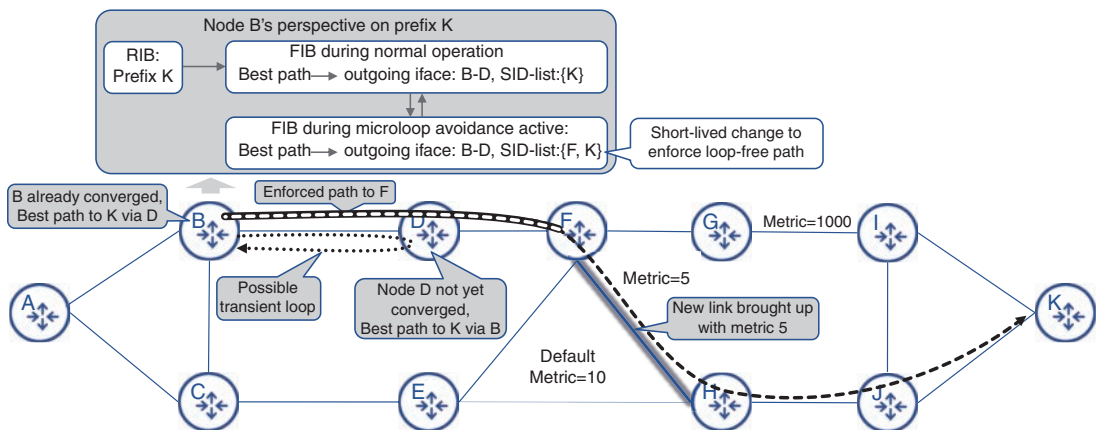 Node B's perspective on prefix K
RIB:
Prefix K
FIB during normal operation
Best path → outgoing iface: B-D, SID-list:{K}
FIB during microloop avoidance active:
Best path → outgoing iface: B-D, SID-list:{F, K}
Short-lived change to
enforce loop-free path
B already converged,
Best path to K via D
Enforced path to F
B
D
F
G
Metric=1000
I
Possible
transient loop
Node D not yet
converged,
Best path to K via B
Metric=5
New link brought up
with metric 5
A
K
Default
Metric=10
C
E
H
J